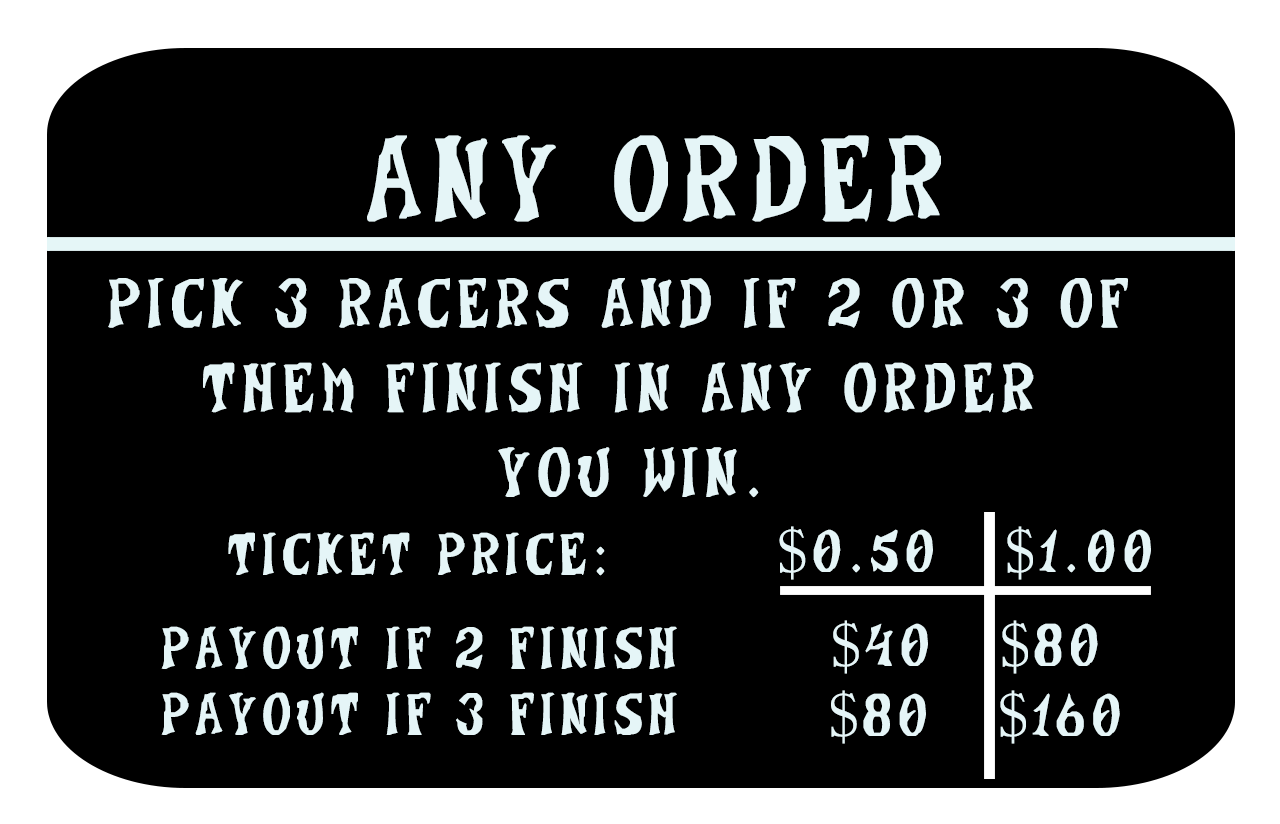 ANY ORDER
PICK 3 RACERS AND IF 2 OR 3 OF
THEM FINISH IN ANY ORDER
YOU WIN.
TICKET PRICE: $0.50 $1.00
PAYOUT IF 2 FINISH $40 $80
PAYOUT IF 3 FINISH $80 $160